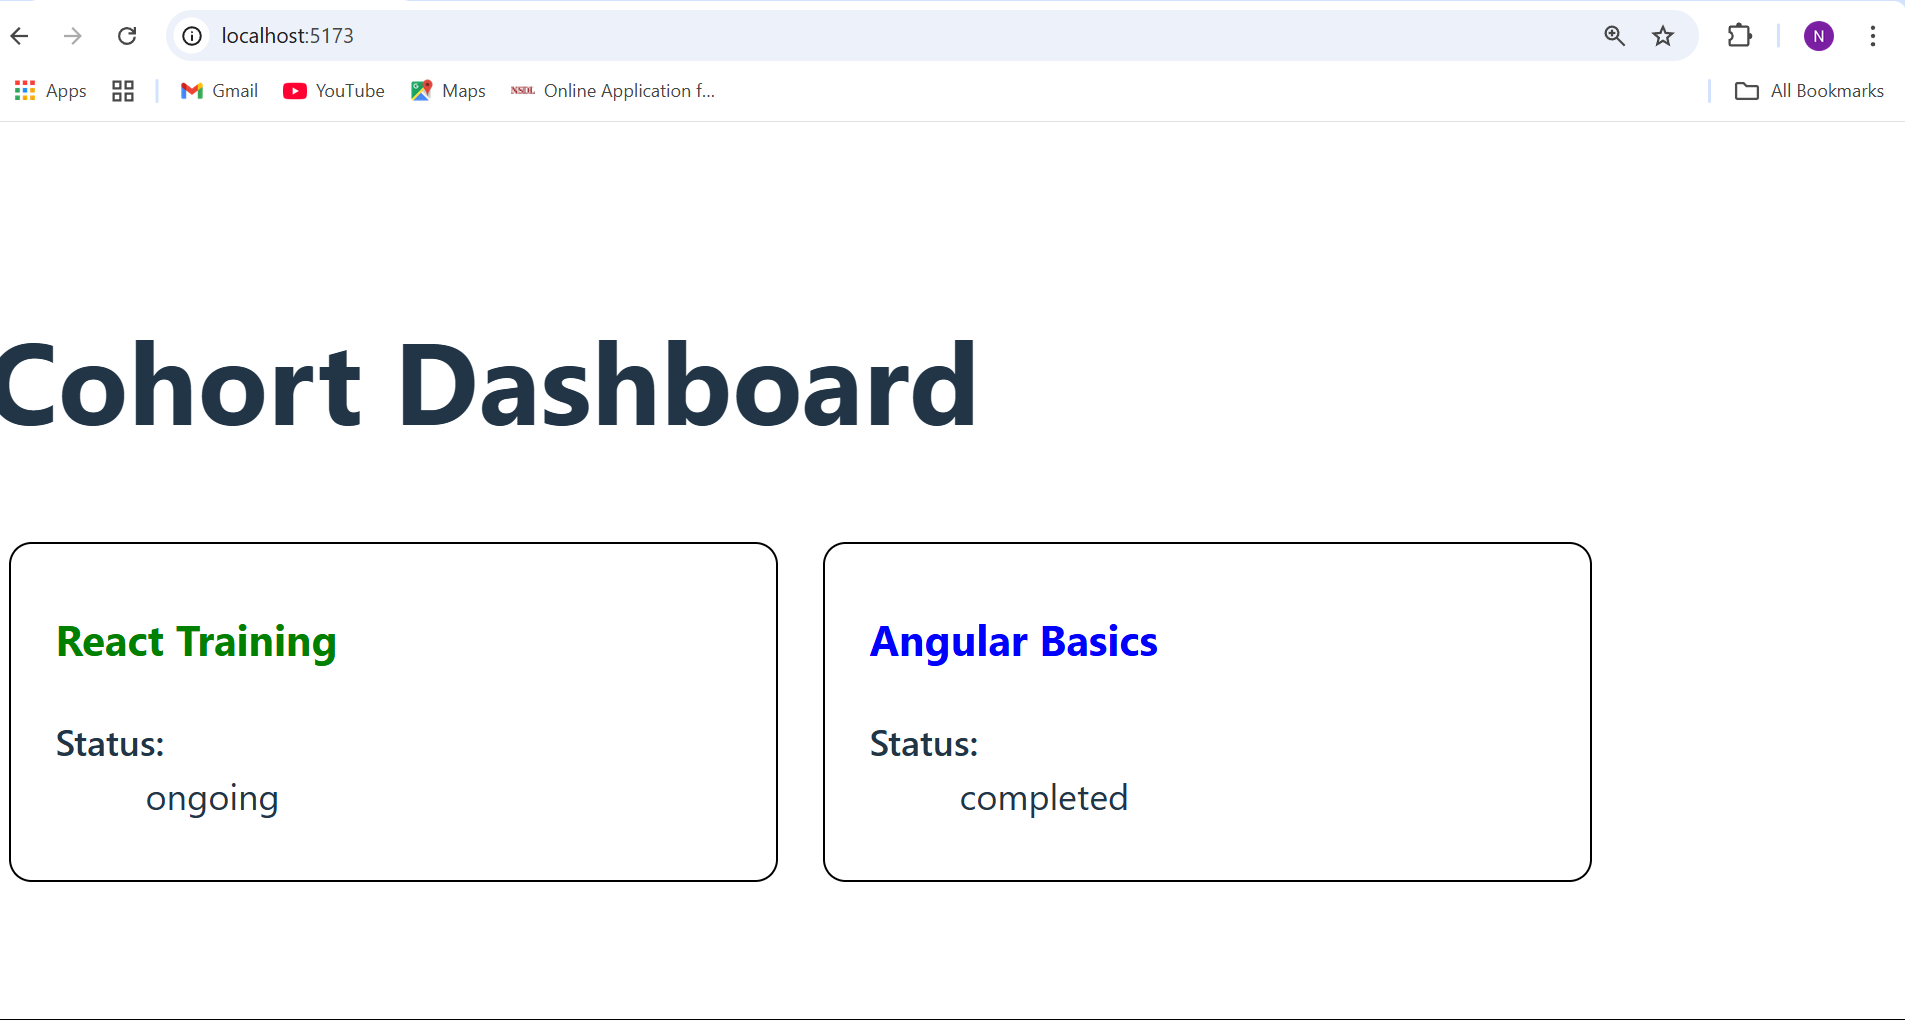 localhost:5173
N
Apps
Gmail
YouTube
Maps
NSDL
Online Application f...
All Bookmarks
Cohort Dashboard
React Training
Status:
ongoing
Angular Basics
Status:
completed